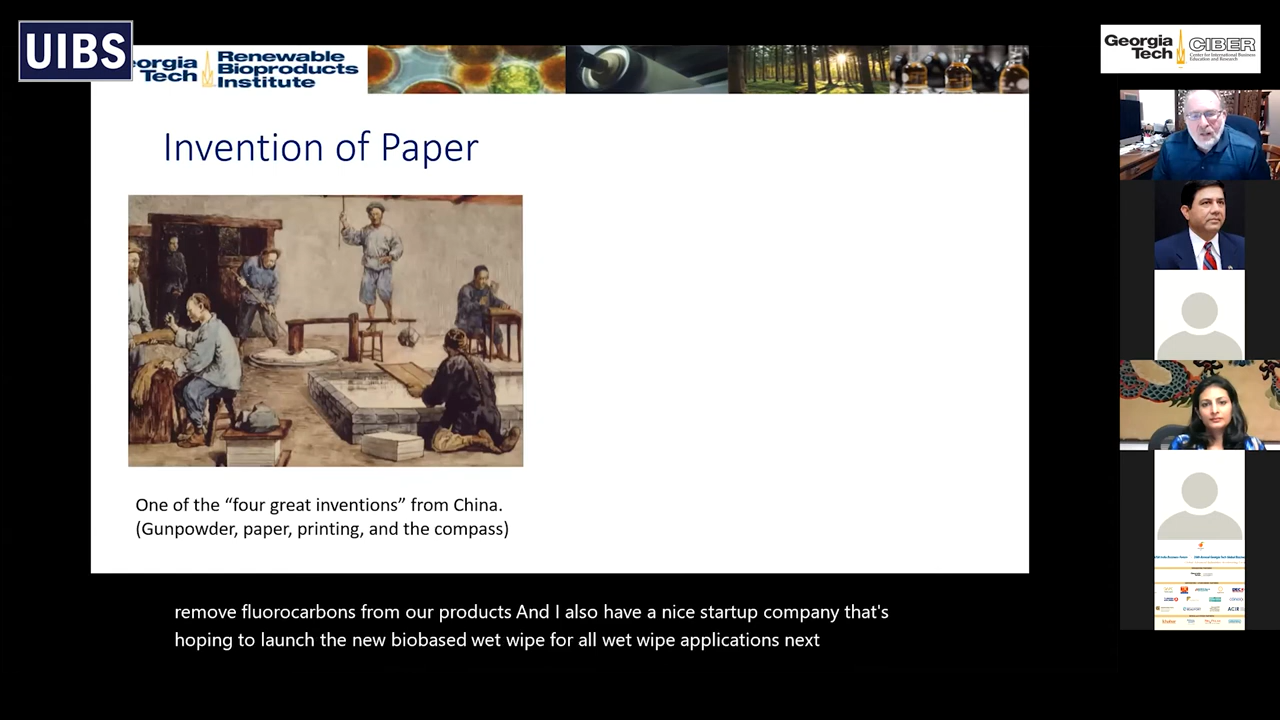 UIBS
Georgia
Tech
Renewable
Bioproducts
Institute
Georgia
Tech
CIBER
Center for International Business
Education and Research
Invention of Paper
One of the “four great inventions” from China.
(Gunpowder, paper, printing, and the compass)
remove fluorocarbons from our products And I also have a nice startup company that's
hoping to launch the new biobased wet wipe for all wet wipe applications next